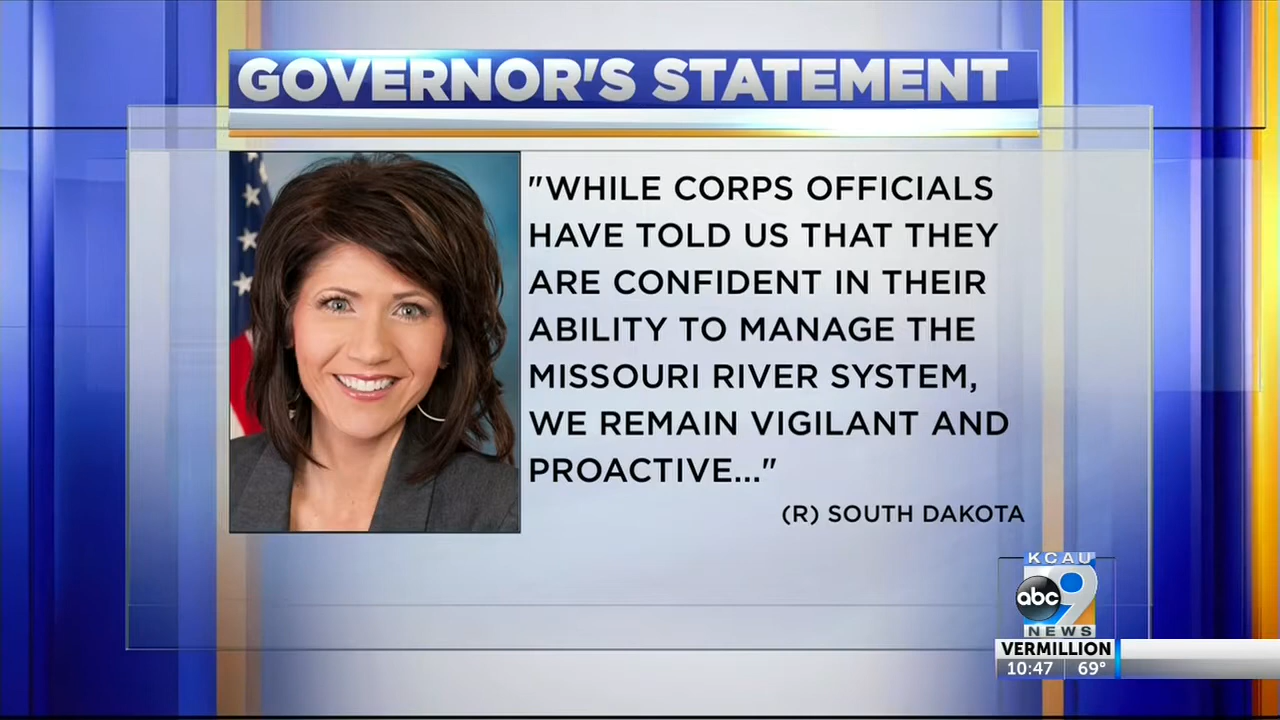 GOVERNOR'S STATEMENT
"WHILE CORPS OFFICIALS
HAVE TOLD US THAT THEY
ARE CONFIDENT IN THEIR
ABILITY TO MANAGE THE
MISSOURI RIVER SYSTEM,
WE REMAIN VIGILANT AND
PROACTIVE..."
(R) SOUTH DAKOTA
KCAU
abc 9
NEWS
VERMILLION
10:47 69°